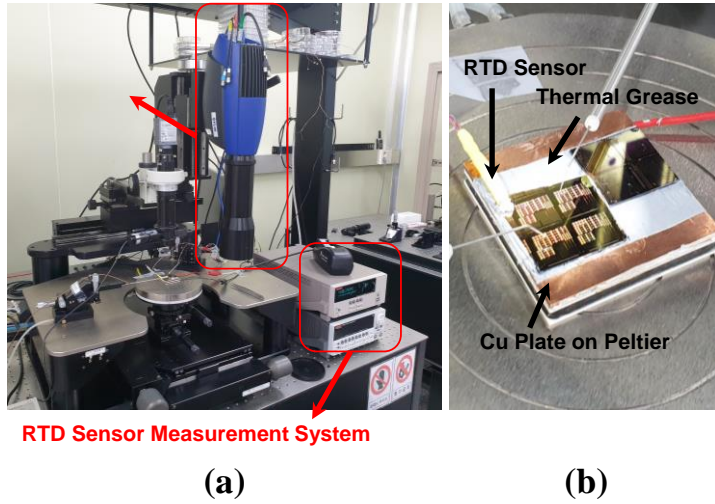 RTD Sensor
Thermal Grease
Cu Plate on Peltier
RTD Sensor Measurement System
(a)
(b)